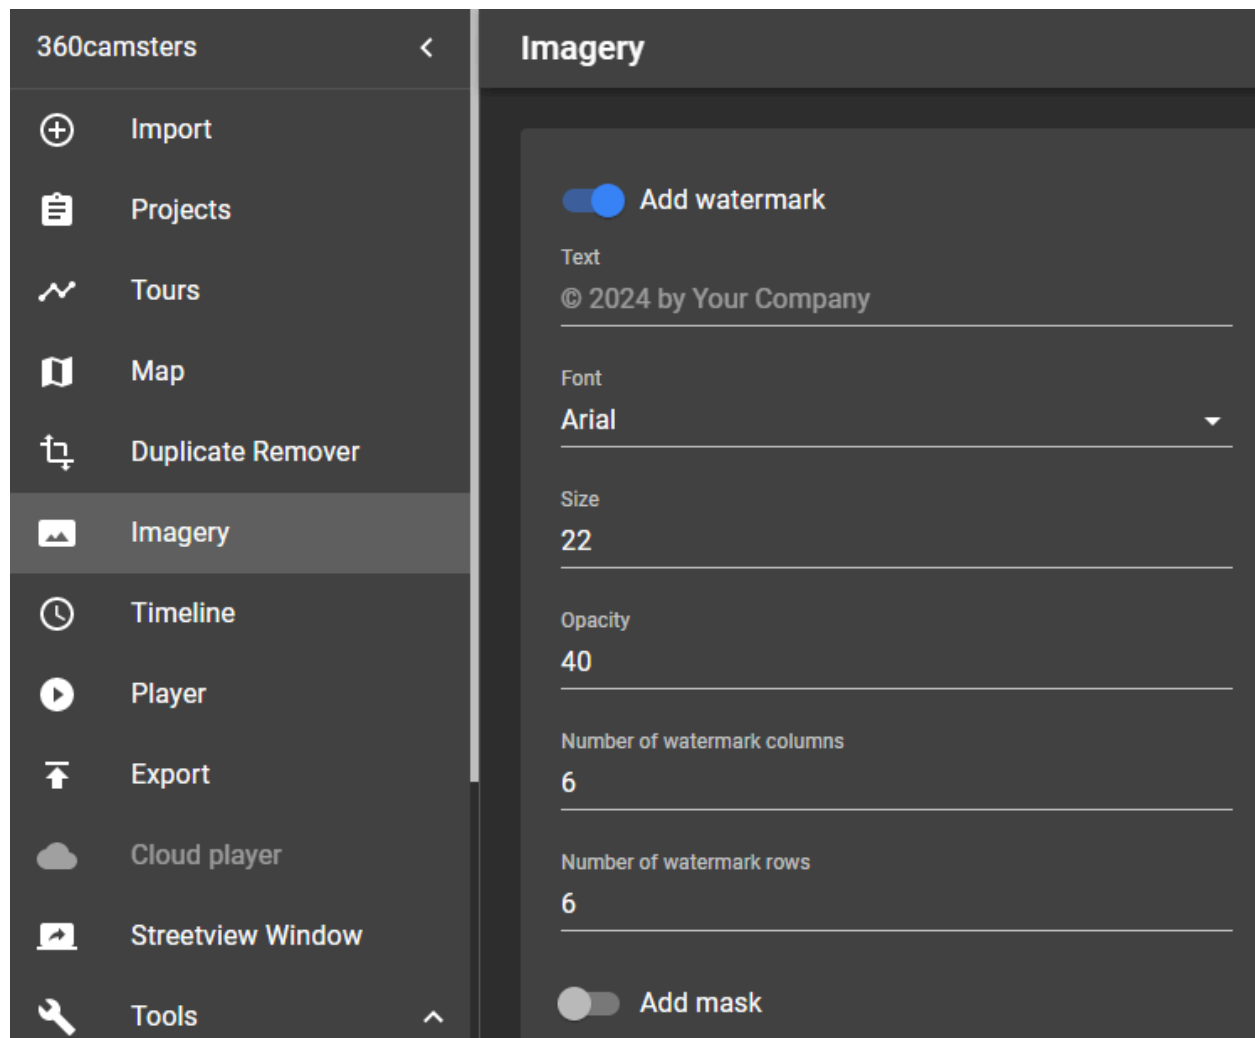 360camsters
Import
Projects
Tours
Map
Duplicate Remover
Imagery
Timeline
Player
Export
Cloud player
Streetview Window
Tools
Imagery
Add watermark
Text
© 2024 by Your Company
Font
Arial
Size
22
Opacity
40
Number of watermark columns
6
Number of watermark rows
6
Add mask